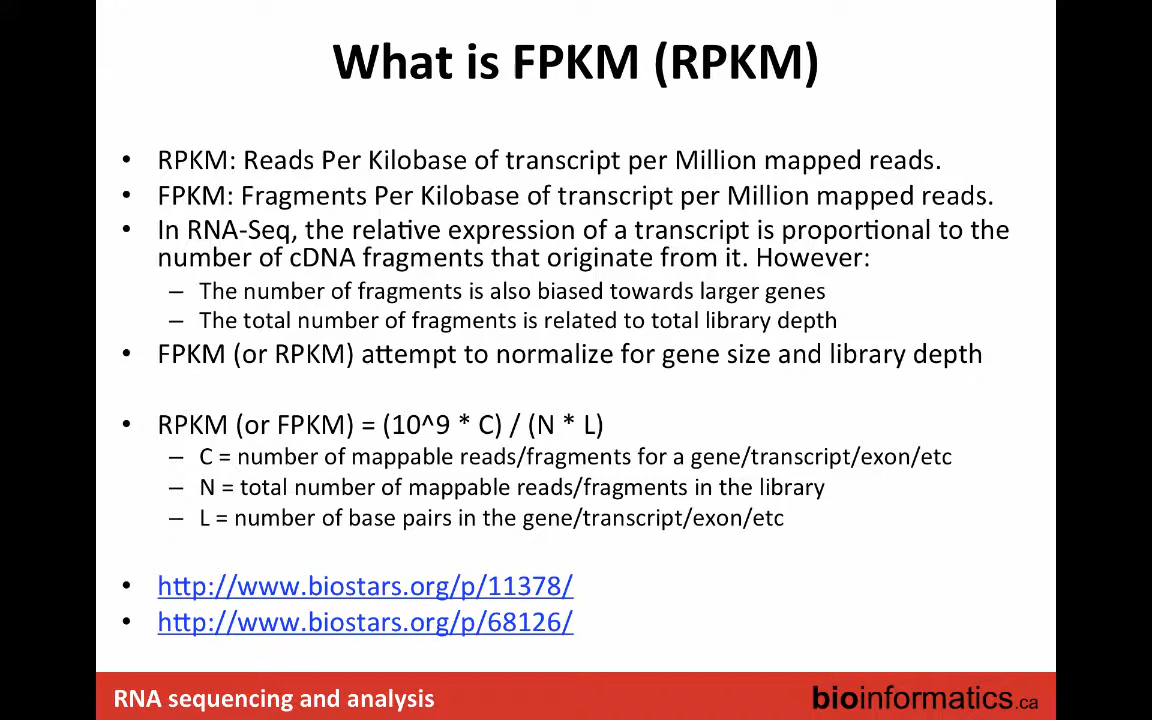 What is FPKM (RPKM)
• RPKM: Reads Per Kilobase of transcript per Million mapped reads.
• FPKM: Fragments Per Kilobase of transcript per Million mapped reads.
• In RNA-Seq, the relative expression of a transcript is proportional to the
number of cDNA fragments that originate from it. However:
– The number of fragments is also biased towards larger genes
– The total number of fragments is related to total library depth
• FPKM (or RPKM) attempt to normalize for gene size and library depth
• RPKM (or FPKM) = (10^9 * C) / (N * L)
– C = number of mappable reads/fragments for a gene/transcript/exon/etc
– N = total number of mappable reads/fragments in the library
– L = number of base pairs in the gene/transcript/exon/etc
• http://www.biostars.org/p/11378/
• http://www.biostars.org/p/68126/
RNA sequencing and analysis
bioinformatics.ca